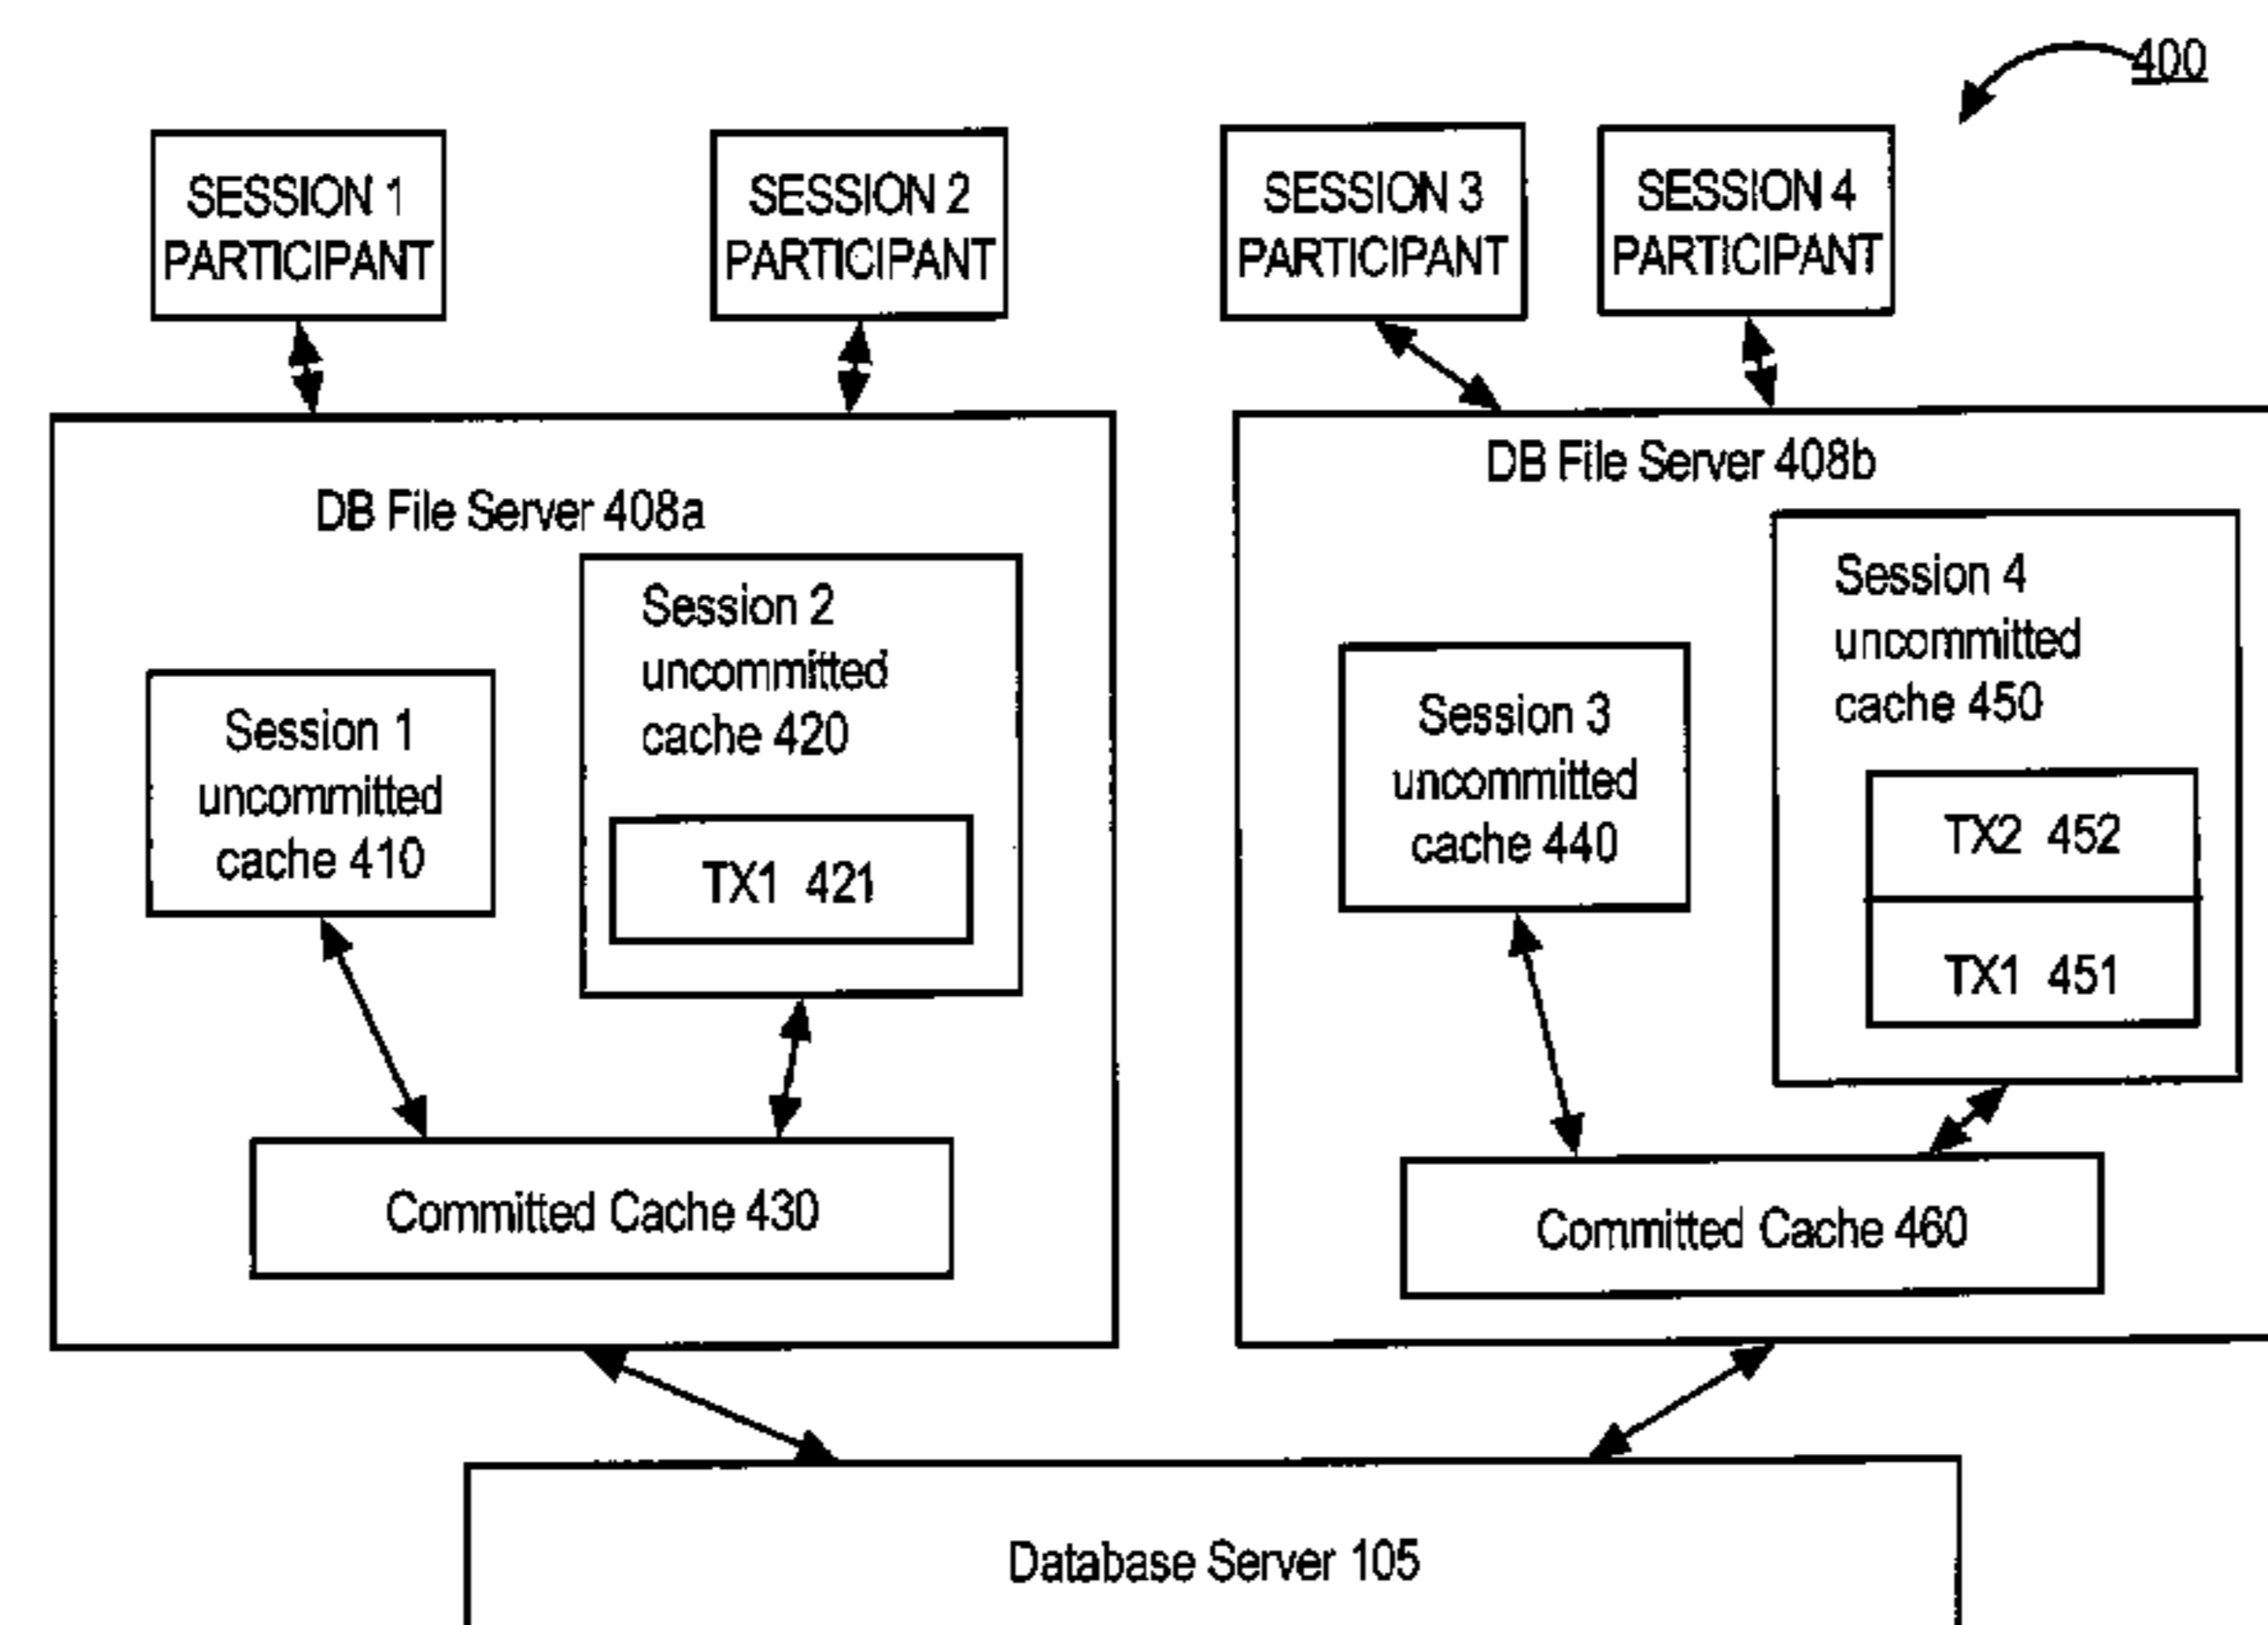 400
SESSION 1
PARTICIPANT
SESSION 2
PARTICIPANT
SESSION 3
PARTICIPANT
SESSION 4
PARTICIPANT
DB File Server 408a
Session 1
uncommitted
cache 410
Session 2
uncommitted
cache 420
TX1 421
Committed Cache 430
DB File Server 408b
Session 3
uncommitted
cache 440
Session 4
uncommitted
cache 450
TX2 452
TX1 451
Committed Cache 460
Database Server 105